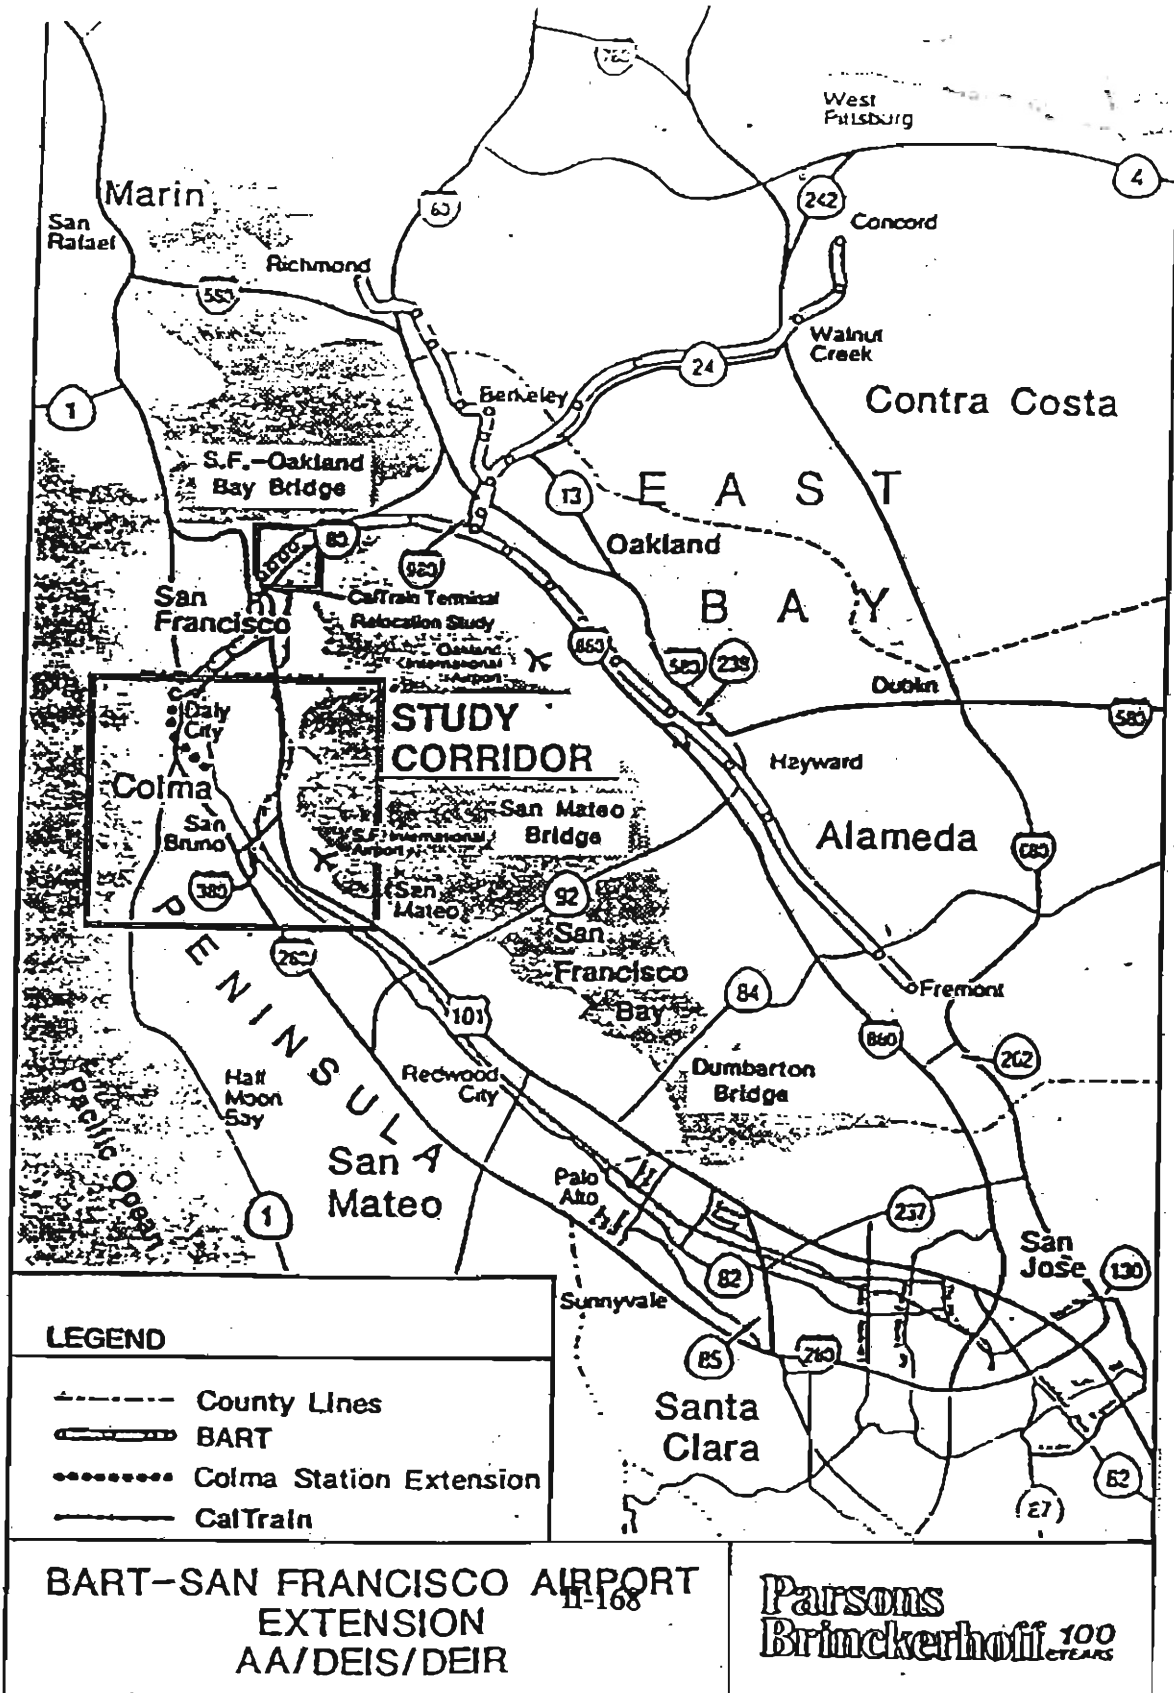 780
West
Pittsburg
4
Marin
80
242
San
Rafael
Concord
Richmond
580
Walnut
Creek
24
1
Berkeley
Contra Costa
S.F.-Oakland
Bay Bridge
13
E A S T
80
980
Oakland
San
Francisco
CalTrain Terminal
Relocation Study
B A Y
Oakland
International
Airport
580
238
Dublin
580
Daly
City
STUDY
CORRIDOR
Hayward
Colma
San
Bruno
San Mateo
Bridge
S.F. International
Airport
Alameda
680
380
San
Mateo
92
PENINSULA
280
San
Francisco
Bay
84
Fremont
101
880
262
Half
Moon
Bay
Redwood
City
Dumbarton
Bridge
Pacific Ocean
San
Mateo
Palo
Alto
1
237
San
Jose
130
82
Sunnyvale
85
280
Santa
Clara
82
87
LEGEND
County Lines
BART
Colma Station Extension
CalTrain
BART-SAN FRANCISCO AIRPORT
II-168
EXTENSION
AA/DEIS/DEIR
Parsons
Brinckerhoff
100
YEARS